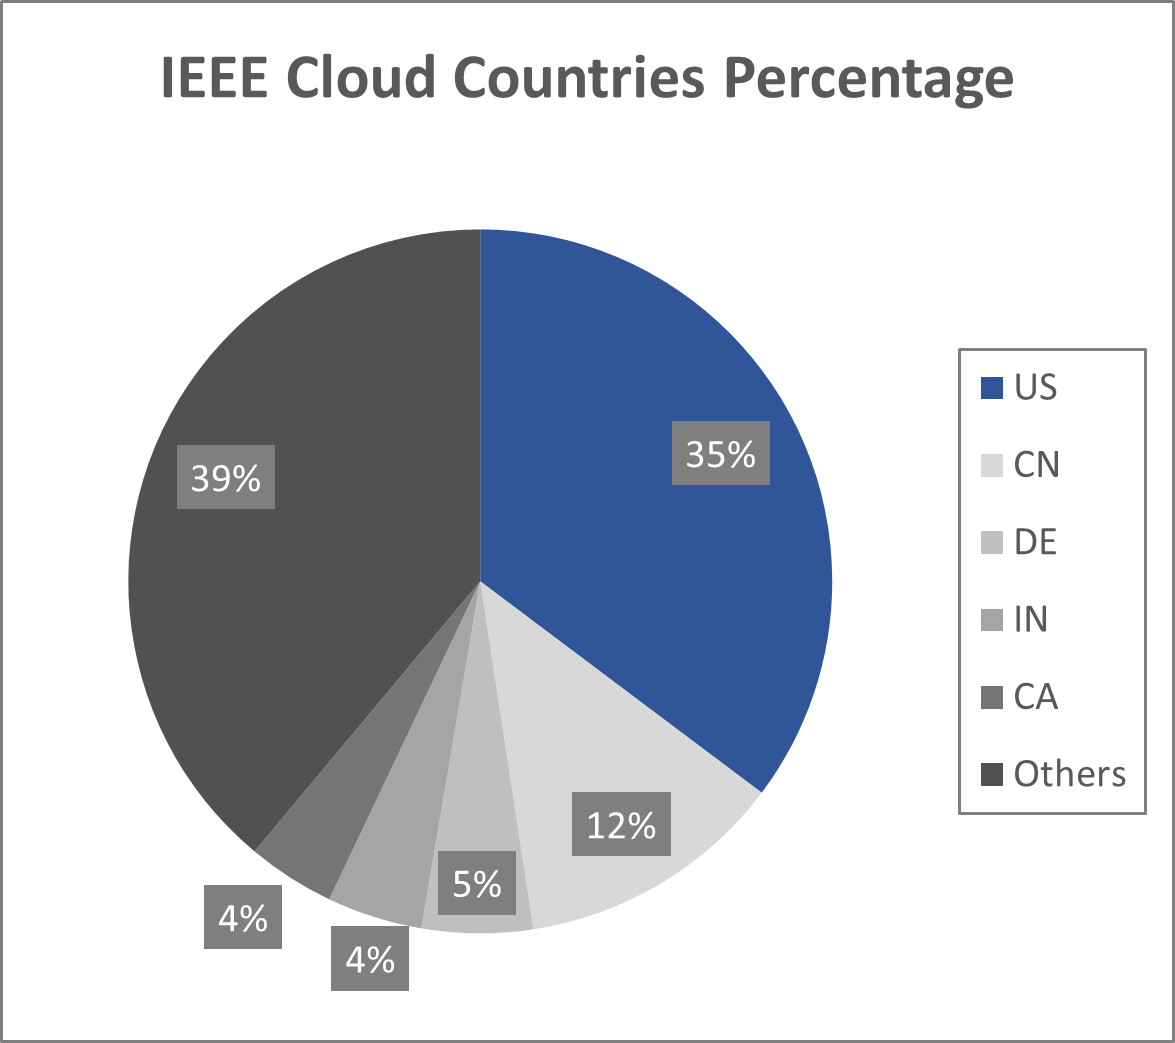 IEEE Cloud Countries Percentage
39%
35%
12%
5%
4%
4%
US
CN
DE
IN
CA
Others